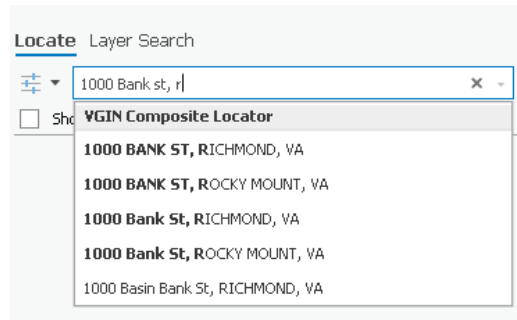 Locate Layer Search
1000 Bank st, r
VGIN Composite Locator
1000 BANK ST, RICHMOND, VA
1000 BANK ST, ROCKY MOUNT, VA
1000 Bank St, RICHMOND, VA
1000 Bank St, ROCKY MOUNT, VA
1000 Basin Bank St, RICHMOND, VA